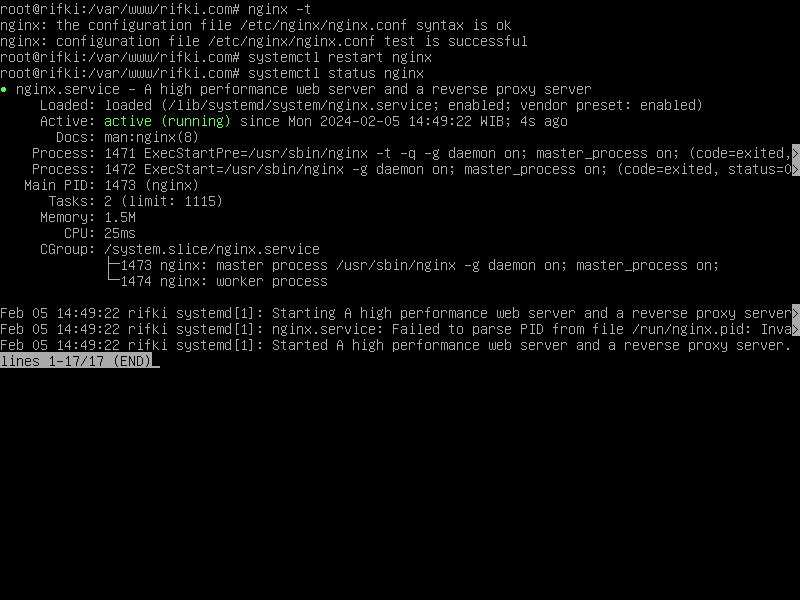 root@rifki:/var/www/rifki.com# nginx -t
nginx: the configuration file /etc/nginx/nginx.conf syntax is ok
nginx: configuration file /etc/nginx/nginx.conf test is successful
root@rifki:/var/www/rifki.com# systemctl restart nginx
root@rifki:/var/www/rifki.com# systemctl status nginx
● nginx.service - A high performance web server and a reverse proxy server
     Loaded: loaded (/lib/systemd/system/nginx.service; enabled; vendor preset: enabled)
     Active: active (running) since Mon 2024-02-05 14:49:22 WIB; 4s ago
       Docs: man:nginx(8)
    Process: 1471 ExecStartPre=/usr/sbin/nginx -t -q -g daemon on; master_process on; (code=exited,>
    Process: 1472 ExecStart=/usr/sbin/nginx -g daemon on; master_process on; (code=exited, status=0>
   Main PID: 1473 (nginx)
      Tasks: 2 (limit: 1115)
     Memory: 1.5M
        CPU: 25ms
     CGroup: /system.slice/nginx.service
             ├─1473 nginx: master process /usr/sbin/nginx -g daemon on; master_process on;
             └─1474 nginx: worker process
Feb 05 14:49:22 rifki systemd[1]: Starting A high performance web server and a reverse proxy server>
Feb 05 14:49:22 rifki systemd[1]: nginx.service: Failed to parse PID from file /run/nginx.pid: Inva>
Feb 05 14:49:22 rifki systemd[1]: Started A high performance web server and a reverse proxy server.
lines 1-17/17 (END)